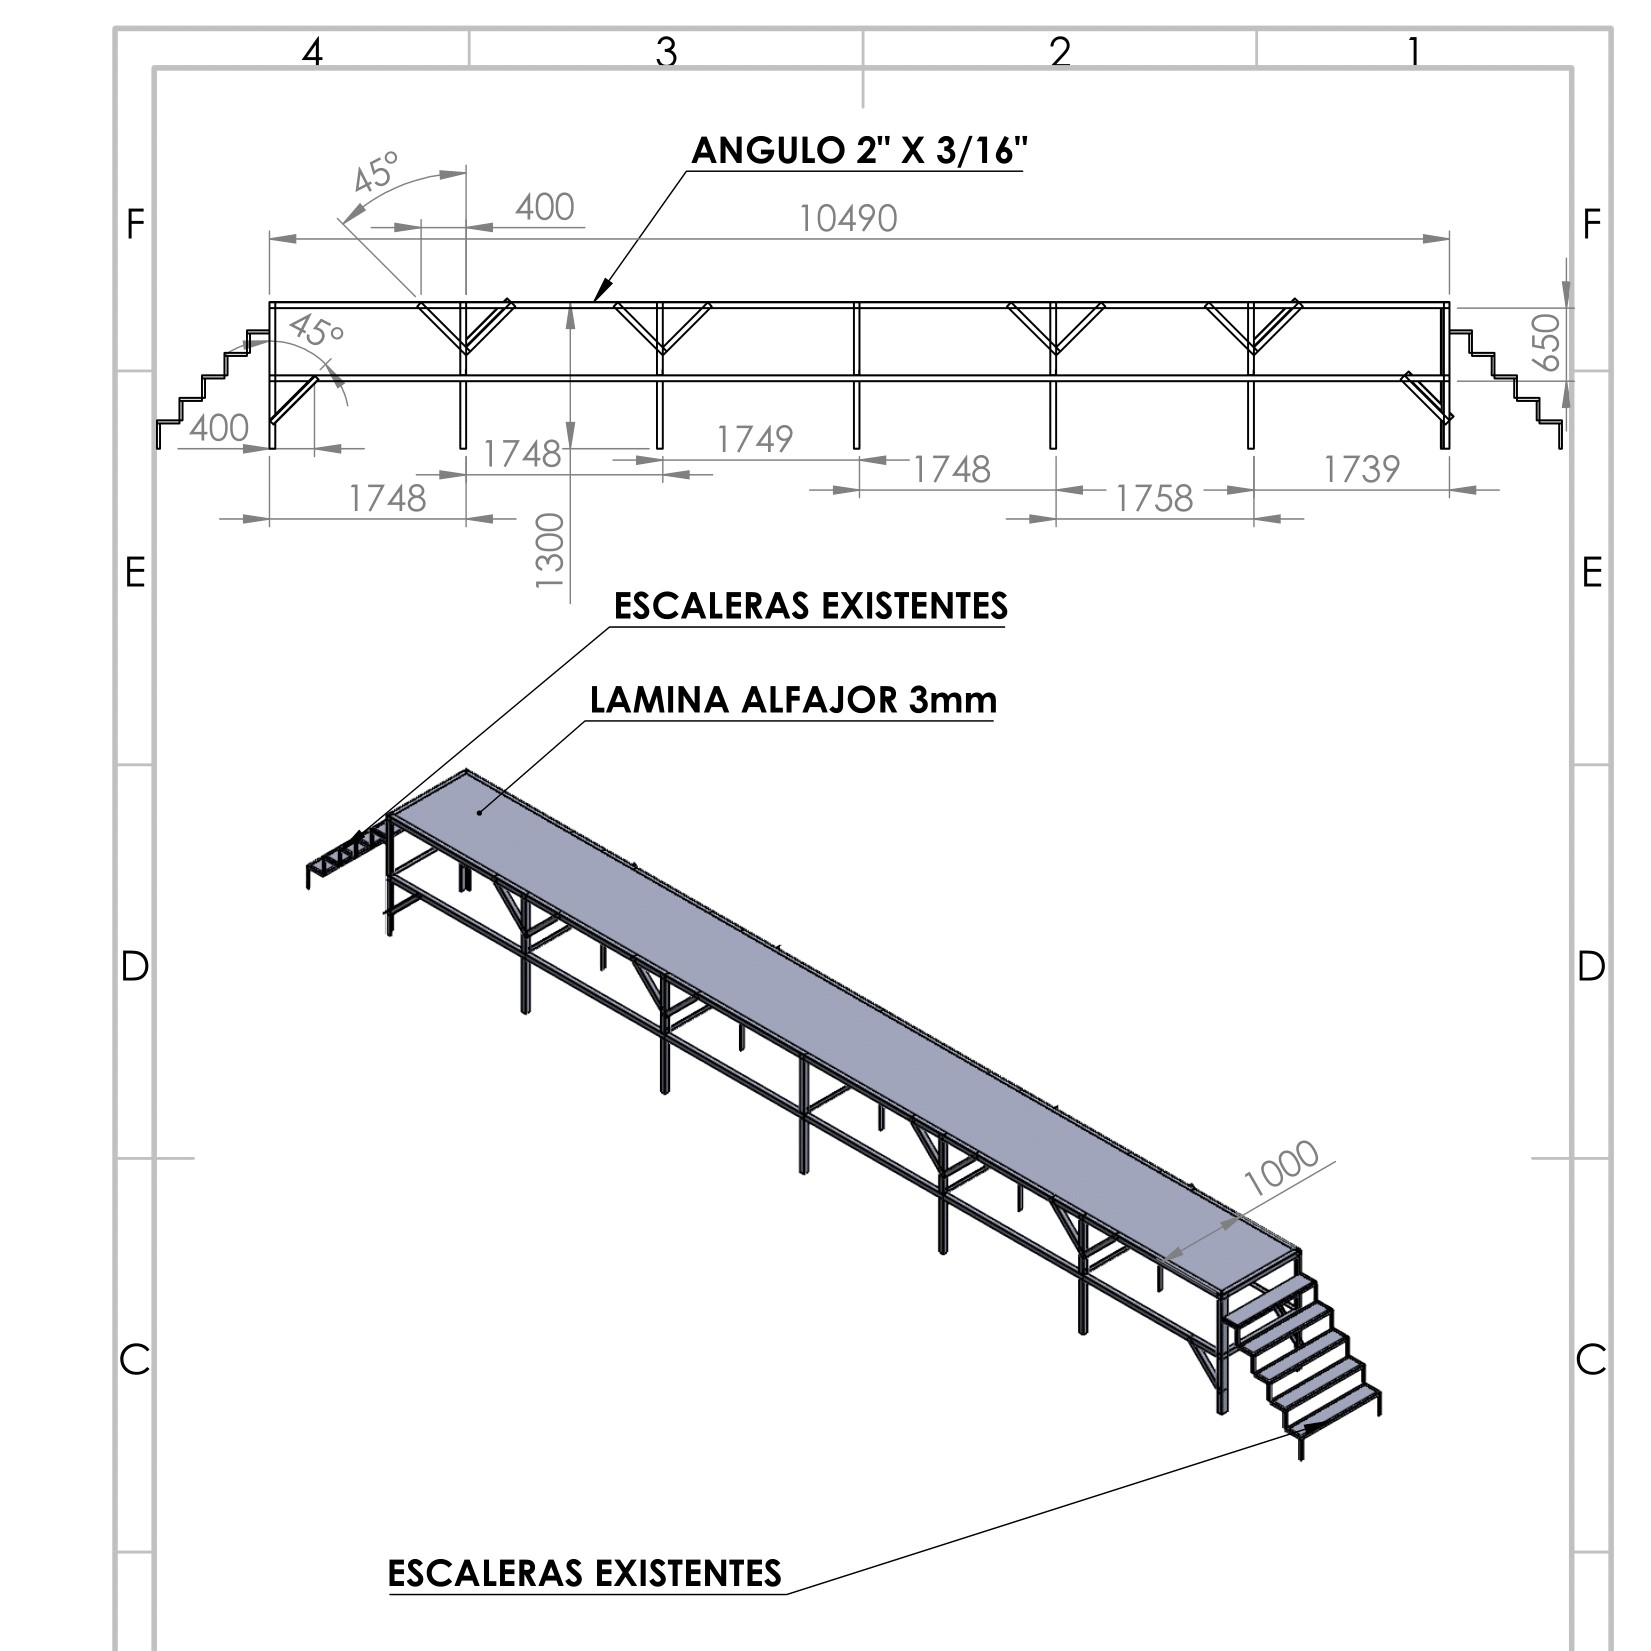 4 3 2 1
ANGULO 2" X 3/16"
45°
400
10490
F F
45°
650
400
1748
1749
1748
1758
1739
1748
1300
E E
ESCALERAS EXISTENTES
LAMINA ALFAJOR 3mm
D D
1000
C C
ESCALERAS EXISTENTES